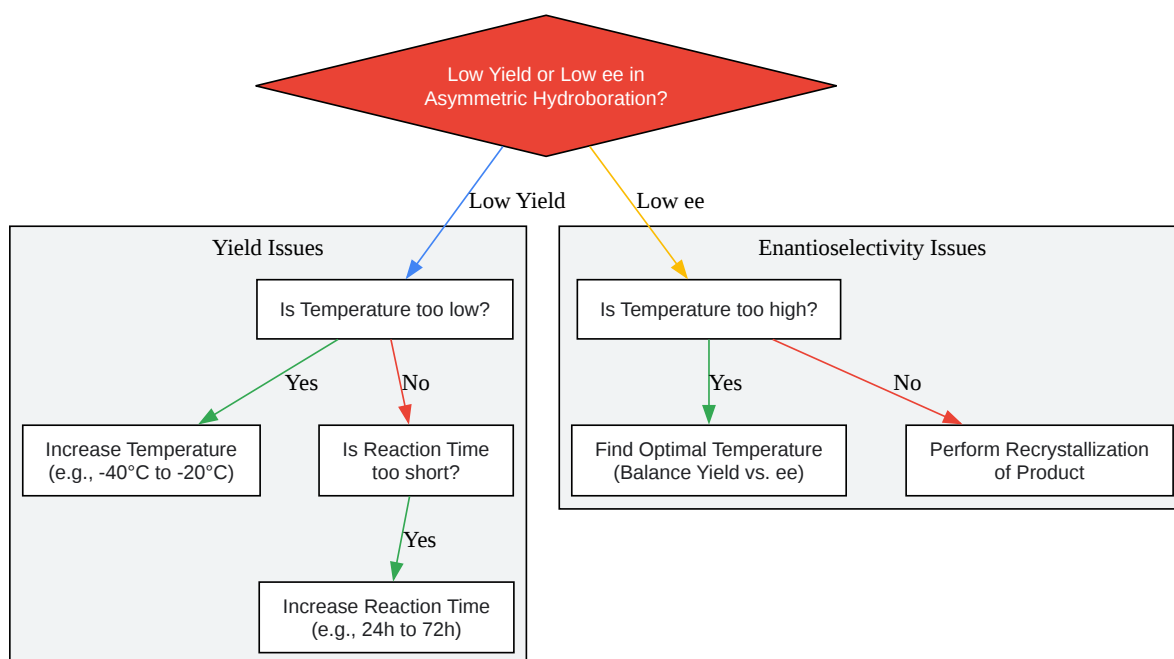 Low Yield or Low ee in
Asymmetric Hydroboration?
Low Yield
Low ee
Yield Issues
Enantioselectivity Issues
Is Temperature too low?
Is Temperature too high?
Yes
No
Yes
No
Increase Temperature
(e.g., -40°C to -20°C)
Is Reaction Time
too short?
Find Optimal Temperature
(Balance Yield vs. ee)
Perform Recrystallization
of Product
Yes
Increase Reaction Time
(e.g., 24h to 72h)